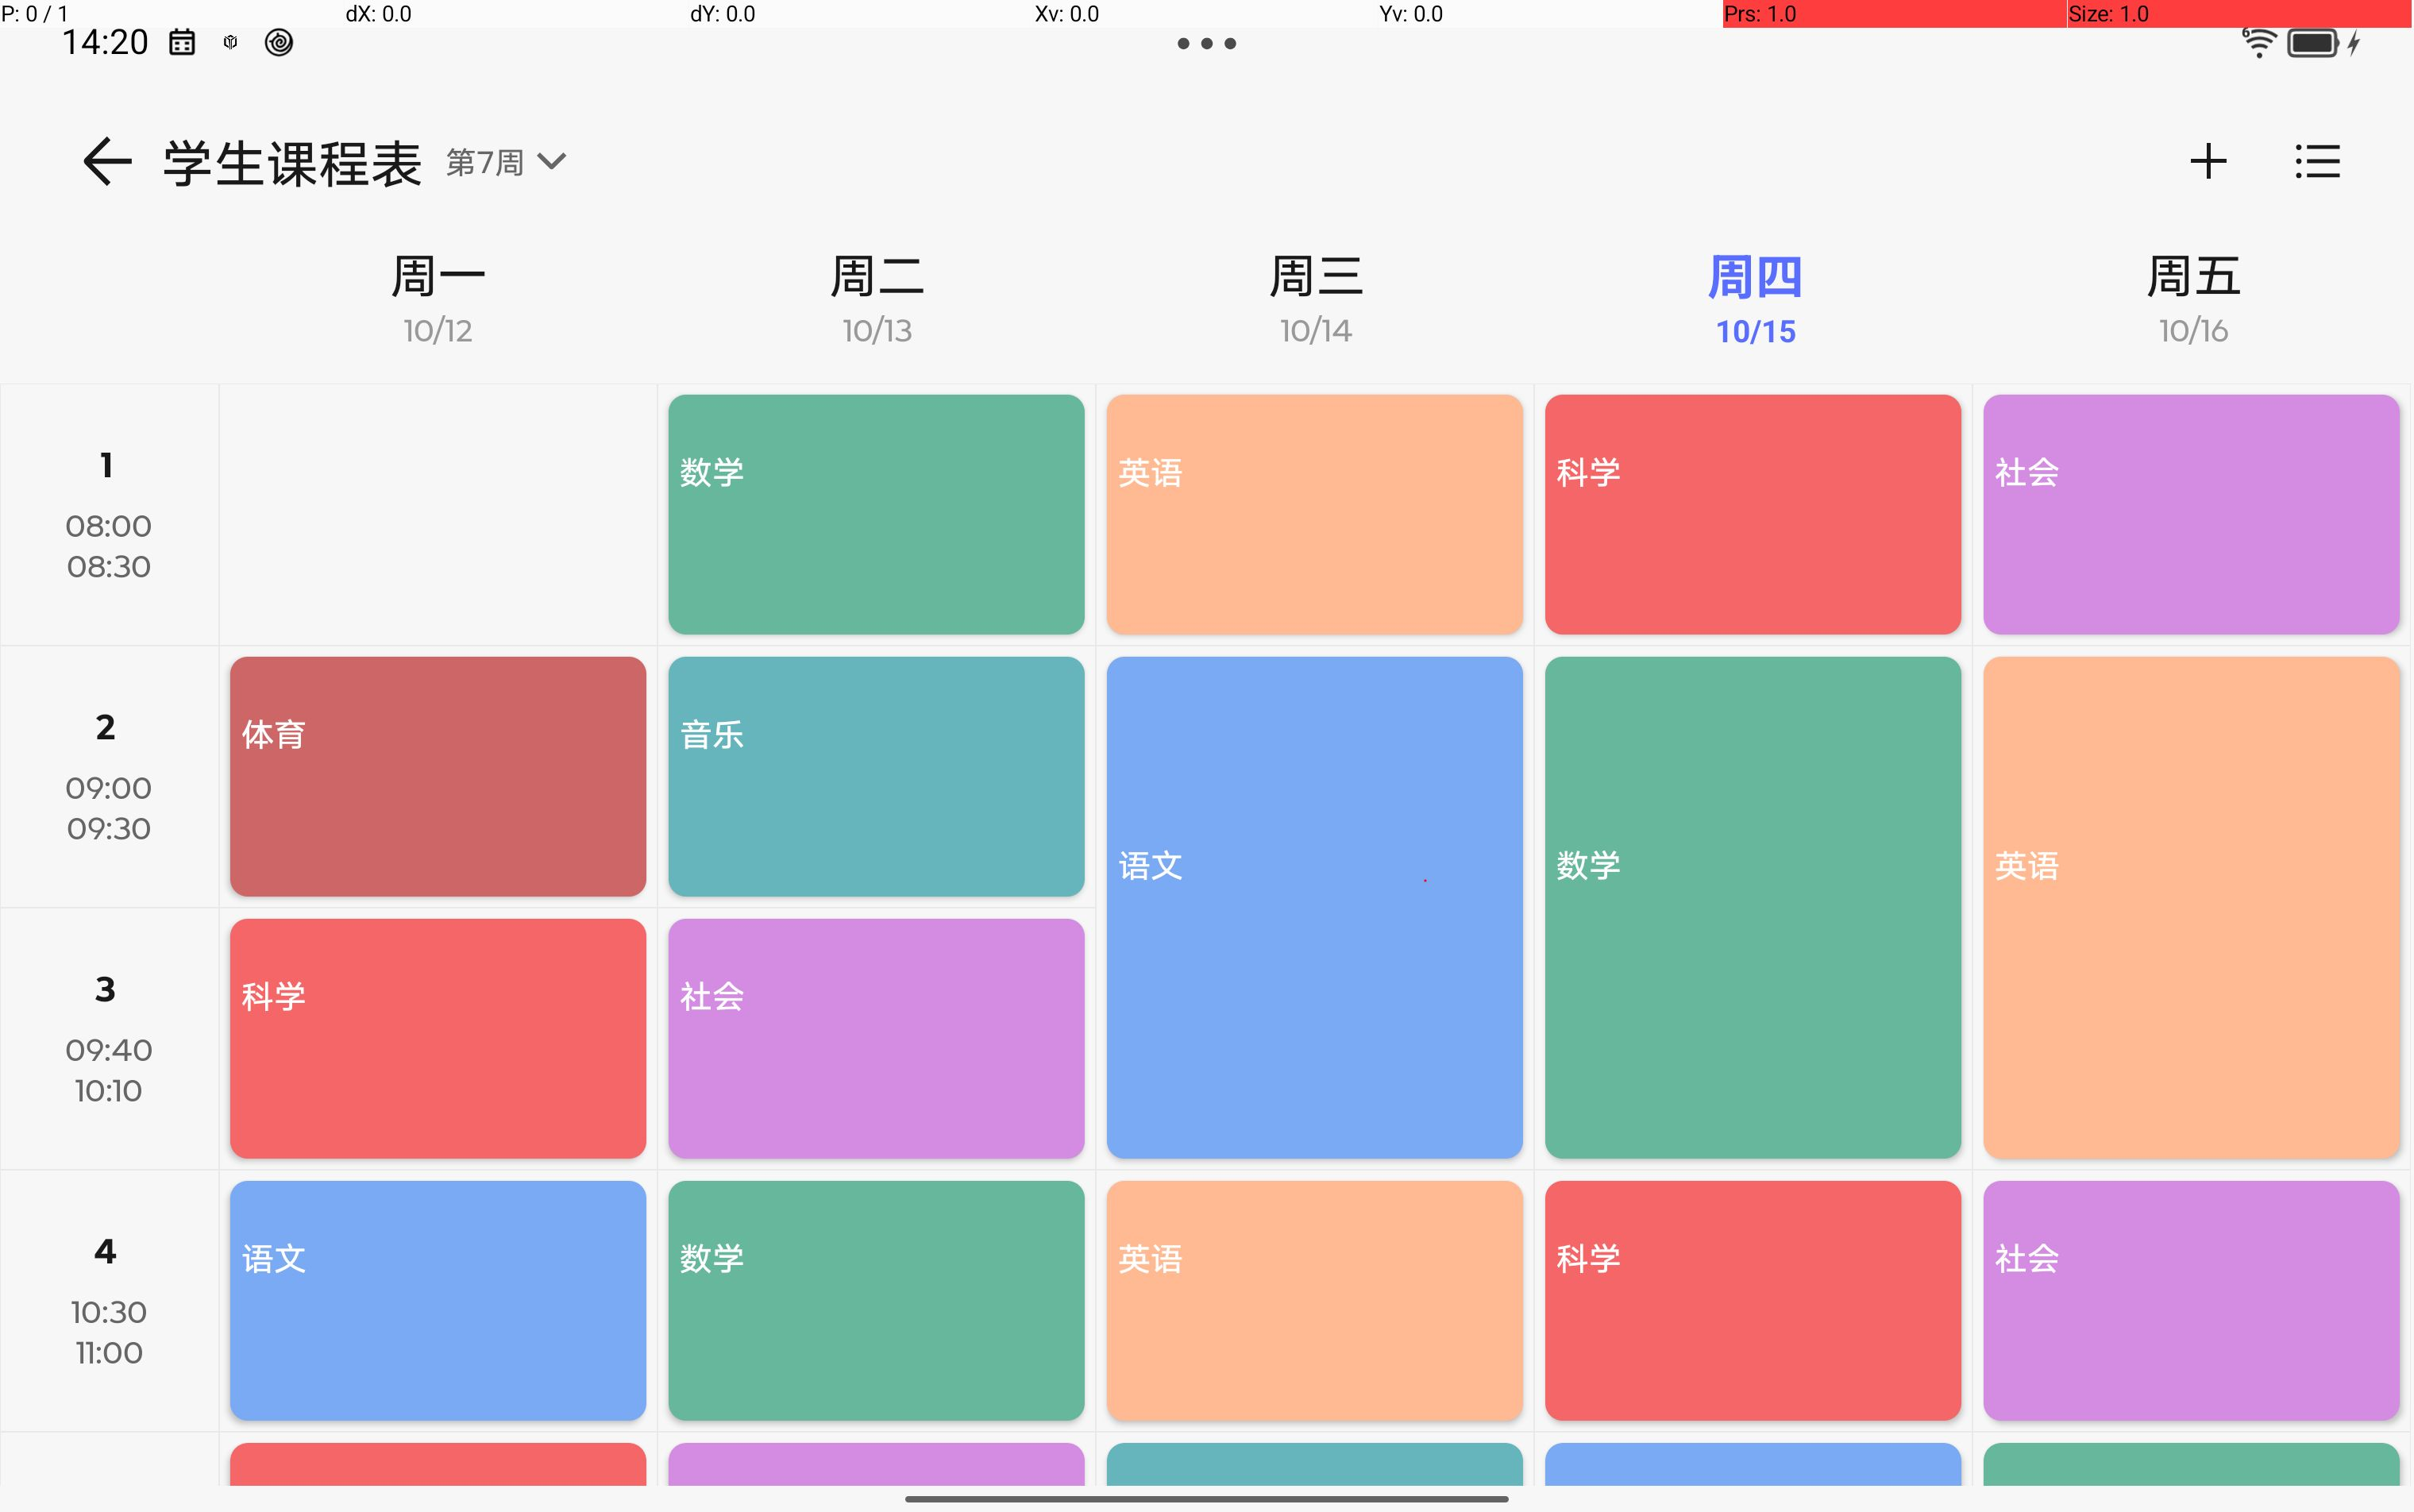 P: 0 / 1 dX: 0.0 dY: 0.0 Xv: 0.0 Yv: 0.0 Prs: 1.0 Size: 1.0
14:20 6
学生课程表 第7周
周一 周二 周三 周四 周五
10/12 10/13 10/14 10/15 10/16
1
08:00
08:30
数学 英语 科学 社会
2
09:00
09:30
体育 音乐
语文 数学 英语
3
09:40
10:10
科学 社会
4
10:30
11:00
语文 数学 英语 科学 社会